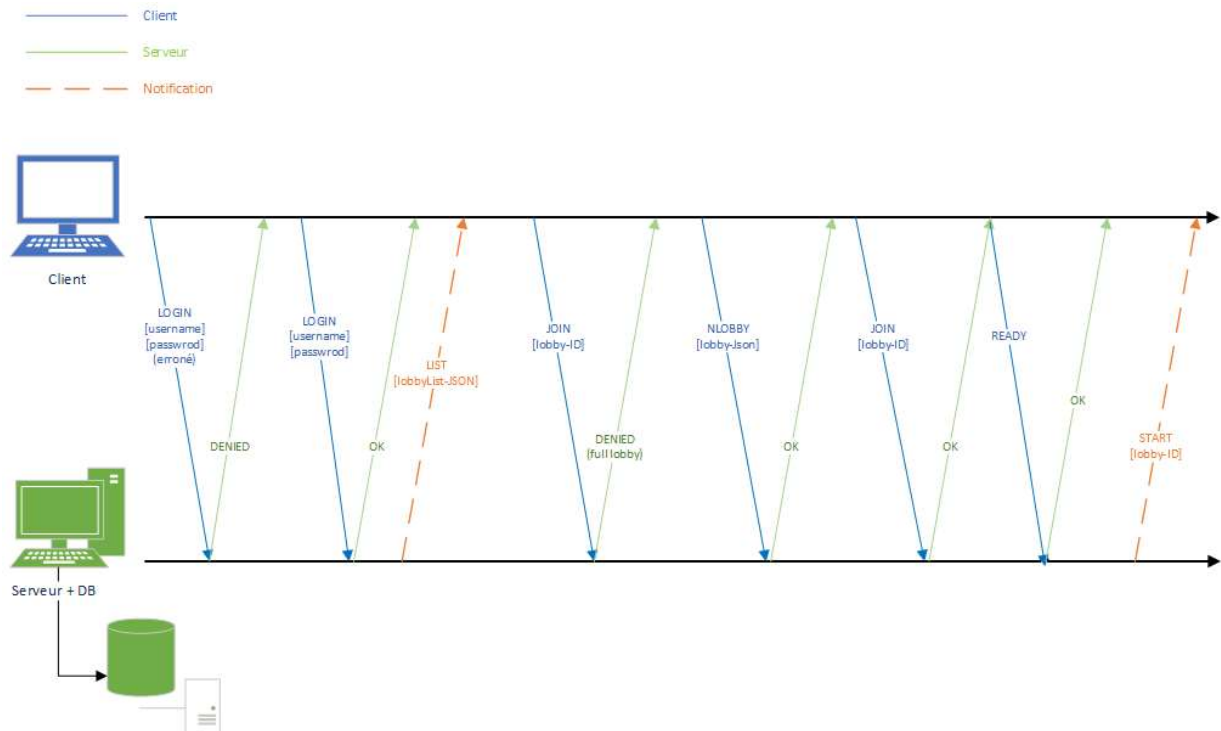 Client
Serveur
Notification
Client
LOGIN
[username]
[passwrod]
(erroné)
DENIED
LOGIN
[username]
[passwrod]
OK
LIST
[lobbyList-JSON]
JOIN
[lobby-ID]
DENIED
(full lobby)
NLOBBY
[lobby-Json]
OK
JOIN
[lobby-ID]
OK
READY
OK
START
[lobby-ID]
Serveur + DB